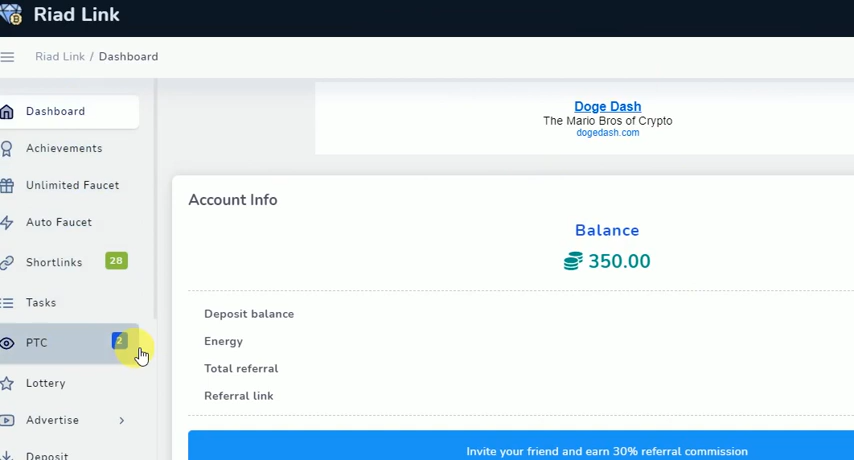 Riad Link
Riad Link / Dashboard
Dashboard
Achievements
Unlimited Faucet
Auto Faucet
Shortlinks 28
Tasks
PTC 2
Lottery
Advertise
Deposit
Doge Dash
The Mario Bros of Crypto
dogedash.com
Account Info
Balance
350.00
Deposit balance
Energy
Total referral
Referral link
Invite your friend and earn 30% referral commission